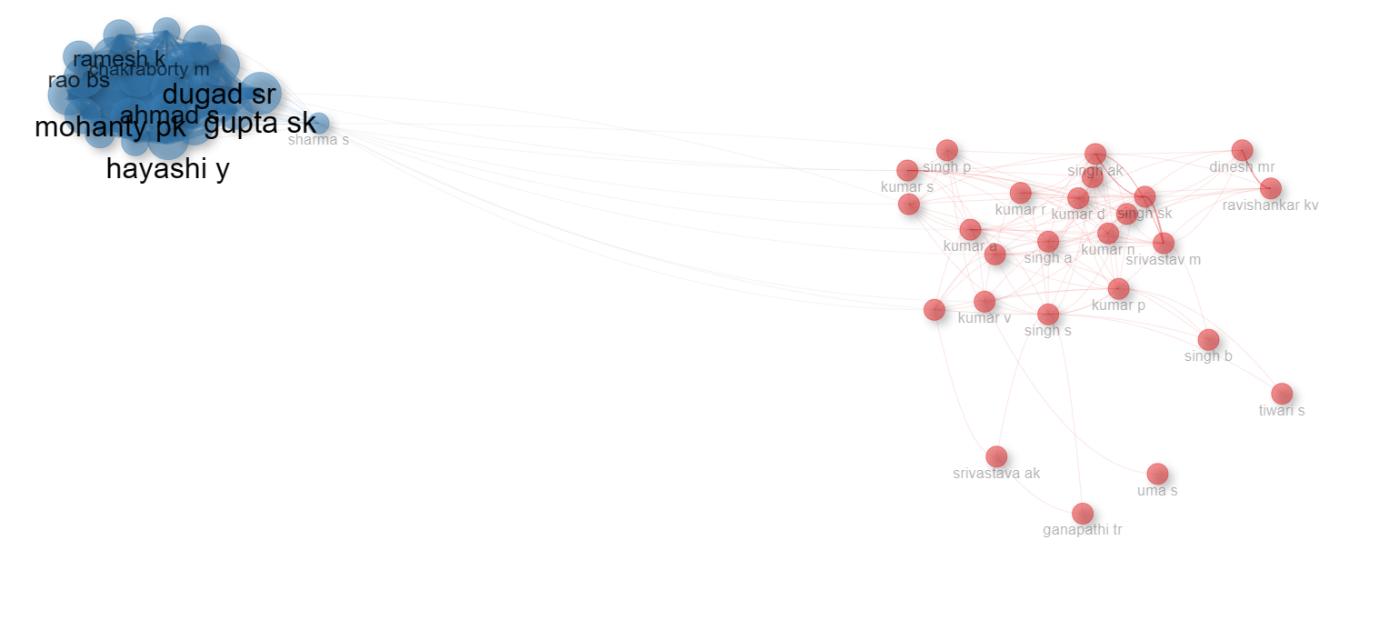 ramesh k
chakraborty m
rao bs
dugad sr
ahmad s
mohanty pk
gupta sk
hayashi y
sharma s
singh p
kumar s
singh ak
dinesh mr
kumar r
kumar d
singh sk
ravishankar kv
kumar a
singh a
kumar n
srivastav m
kumar v
singh s
kumar p
singh b
tiwari s
srivastava ak
uma s
ganapathi tr